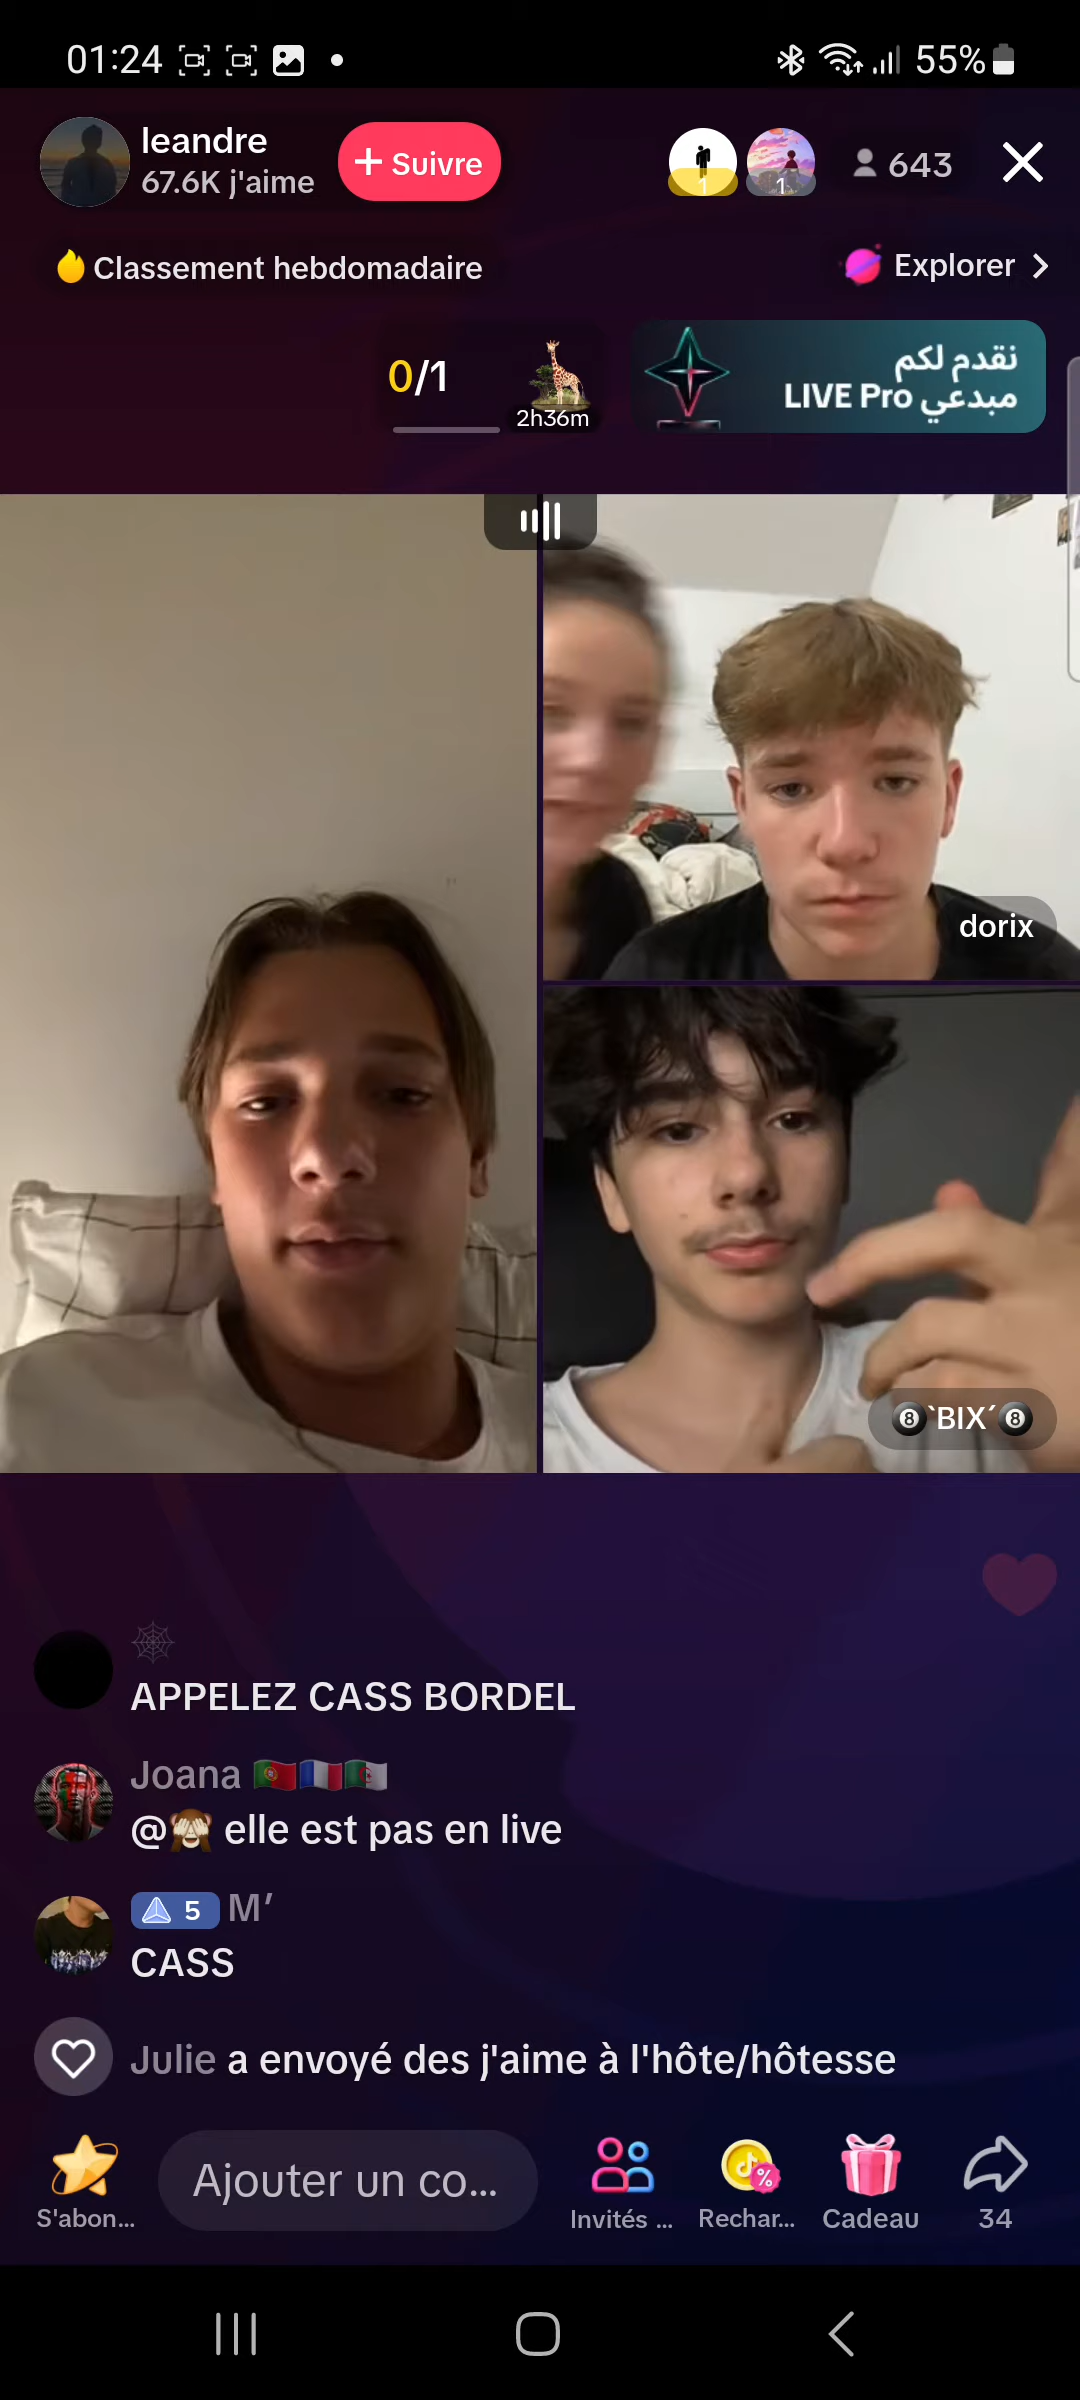 01:24
55%
leandre
67.6K j'aime
+ Suivre
1
1
643
Classement hebdomadaire
Explorer
0/1
2h36m
نقدم لكم
مبدعي LIVE Pro
dorix
🎱`BIX´🎱
🕸
APPELEZ CASS BORDEL
Joana 🇵🇹🇫🇷🇩🇿
@🙈 elle est pas en live
5 M’
CASS
Julie a envoyé des j'aime à l'hôte/hôtesse
S'abon...
Ajouter un co...
Invités ...
Rechar...
Cadeau
34